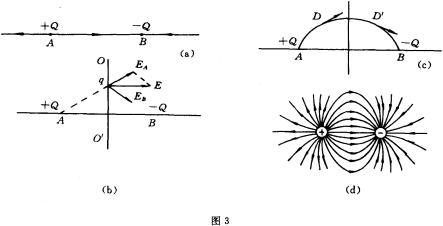 +Q
-Q
A
B
(a)
O
q
E_A
E
E_B
+Q
-Q
A
B
O'
(b)
D
D'
+Q
-Q
A
B
(c)
+
-
(d)
图 3